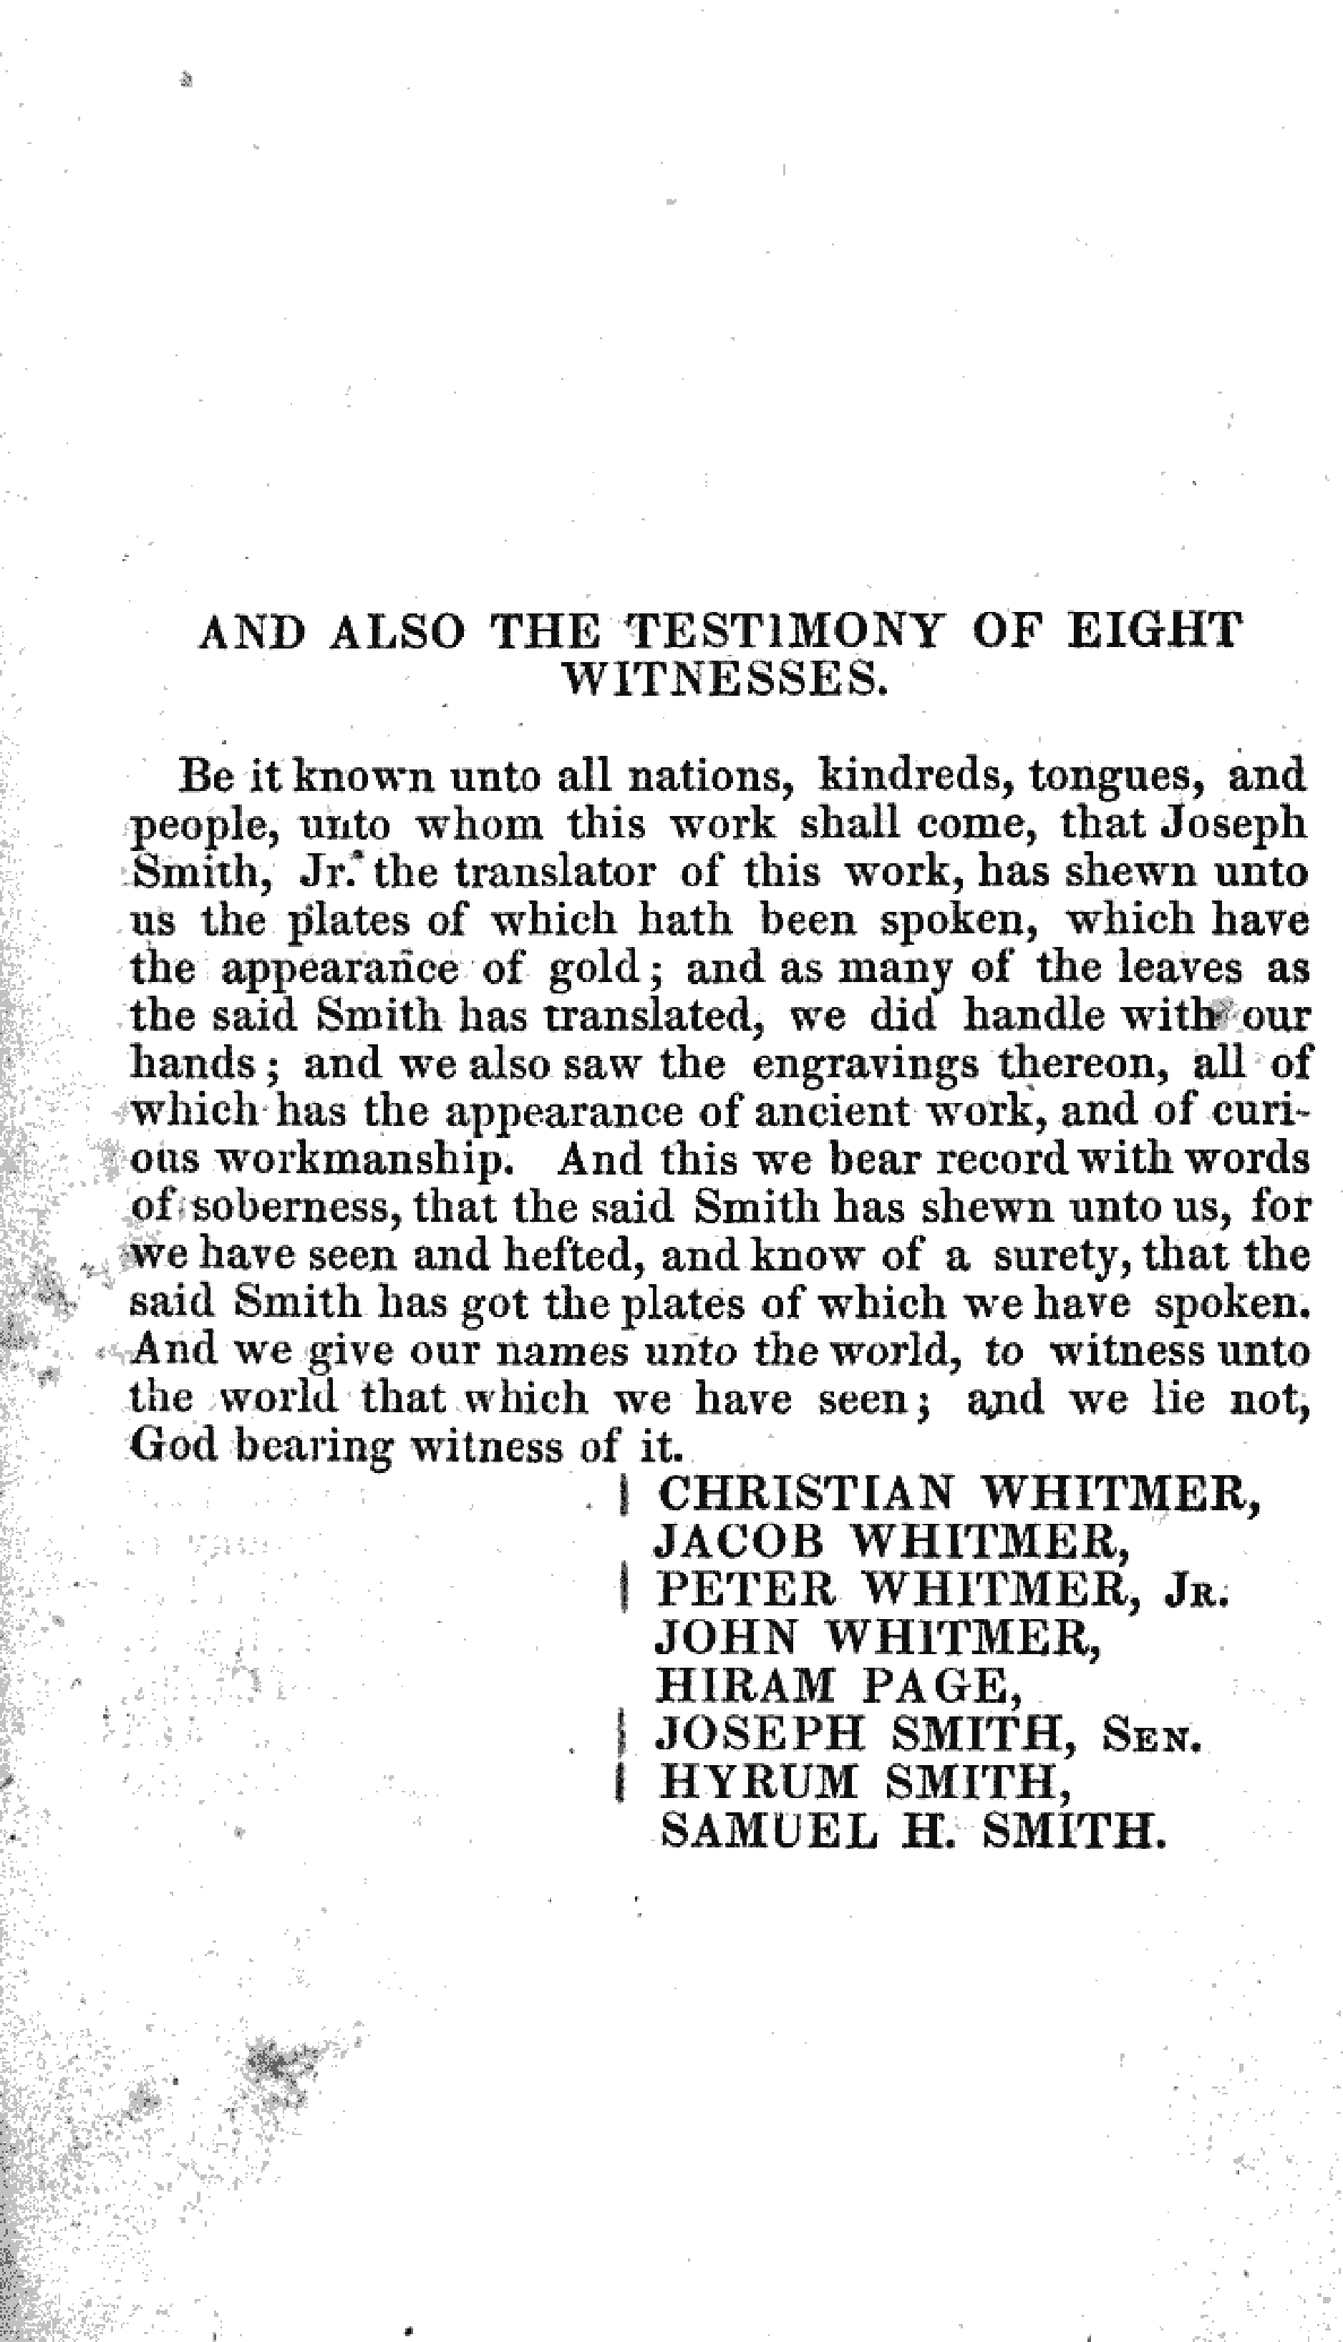 AND ALSO THE TESTIMONY OF EIGHT
WITNESSES.
Be it known unto all nations, kindreds, tongues, and
people, unto whom this work shall come, that Joseph
Smith, Jr. the translator of this work, has shewn unto
us the plates of which hath been spoken, which have
the appearance of gold; and as many of the leaves as
the said Smith has translated, we did handle with our
hands; and we also saw the engravings thereon, all of
which has the appearance of ancient work, and of curi-
ous workmanship. And this we bear record with words
of soberness, that the said Smith has shewn unto us, for
we have seen and hefted, and know of a surety, that the
said Smith has got the plates of which we have spoken.
And we give our names unto the world, to witness unto
the world that which we have seen; and we lie not,
God bearing witness of it.
CHRISTIAN WHITMER,
JACOB WHITMER,
PETER WHITMER, JR.
JOHN WHITMER,
HIRAM PAGE,
JOSEPH SMITH, SEN.
HYRUM SMITH,
SAMUEL H. SMITH.